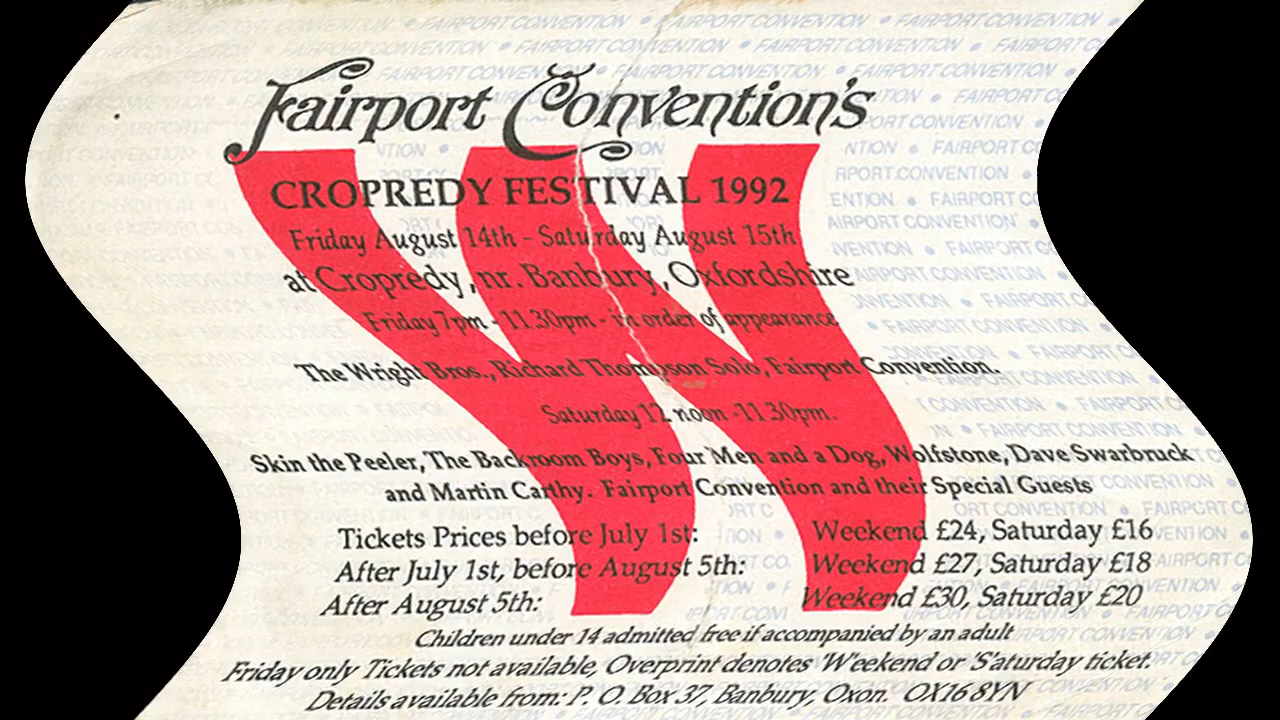 Fairport Convention's
CROPREDY FESTIVAL 1992
Friday August 14th - Saturday August 15th
at Cropredy, nr. Banbury, Oxfordshire
Friday 7pm - 11.30pm - in order of appearance
The Wright Bros., Richard Thompson Solo, Fairport Convention.
Saturday 12 noon -11.30pm.
Skin the Peeler, The Backroom Boys, Four Men and a Dog, Wolfstone, Dave Swarbruck
and Martin Carthy. Fairport Convention and their Special Guests
Tickets Prices before July 1st: Weekend £24, Saturday £16
After July 1st, before August 5th: Weekend £27, Saturday £18
After August 5th: Weekend £30, Saturday £20
Children under 14 admitted free if accompanied by an adult
Friday only Tickets not available, Overprint denotes 'W'eekend or 'S'aturday ticket.
Details available from: P. O. Box 37, Banbury, Oxon. OX16 8YN
W